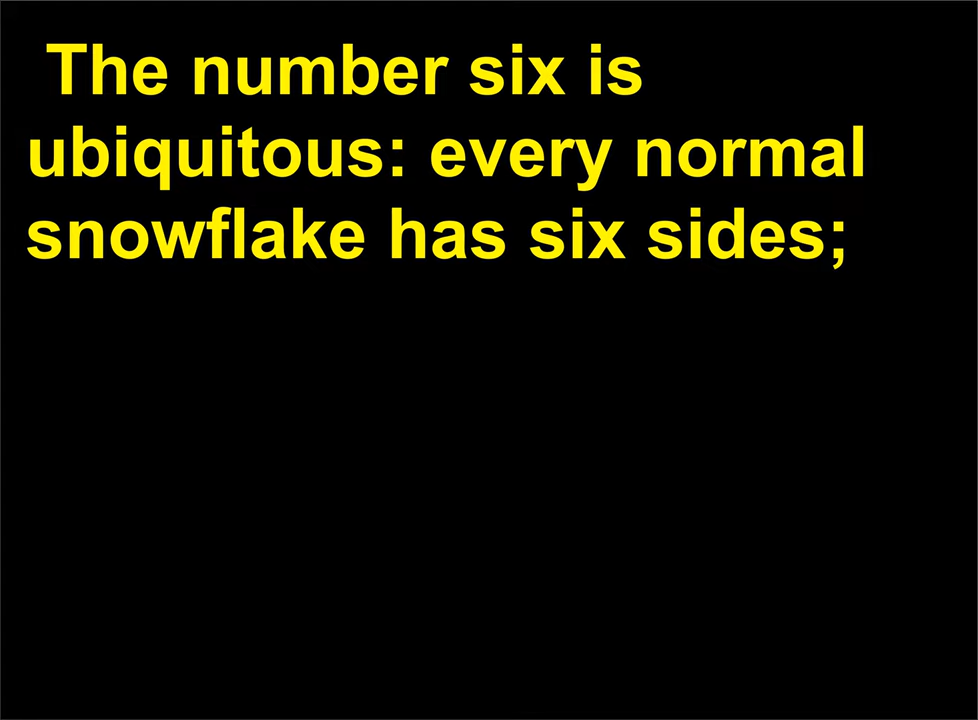 The number six is
ubiquitous: every normal
snowflake has six sides;